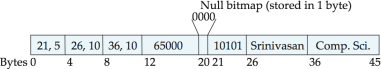 Null bitmap (stored in 1 byte)
0000
21, 5 26, 10 36, 10 65000 10101 Srinivasan Comp. Sci.
Bytes 0 4 8 12 20 21 26 36 45